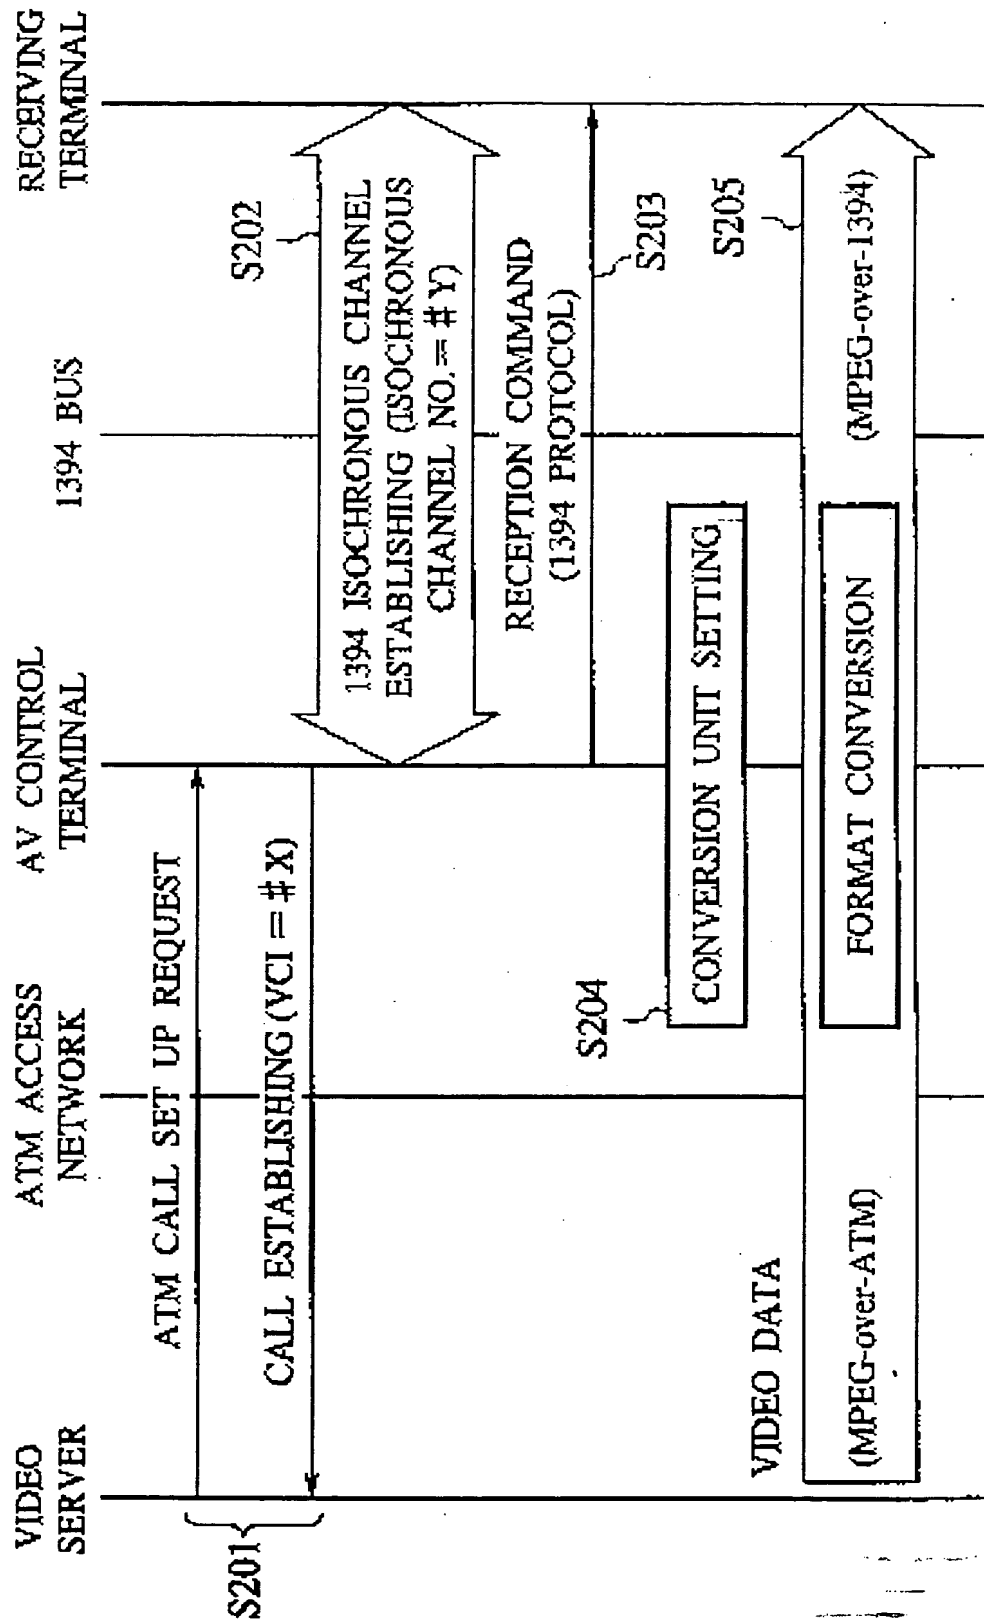 VIDEO
SERVER
ATM ACCESS
NETWORK
AV CONTROL
TERMINAL
1394 BUS
RECEIVING
TERMINAL
S201
ATM CALL SET UP REQUEST
CALL ESTABLISHING (VCI = #X)
S202
1394 ISOCHRONOUS CHANNEL
ESTABLISHING (ISOCHRONOUS
CHANNEL NO. = #Y)
RECEPTION COMMAND
(1394 PROTOCOL)
S203
S204
CONVERSION UNIT SETTING
S205
VIDEO DATA
(MPEG-over-ATM)
FORMAT CONVERSION
(MPEG-over-1394)